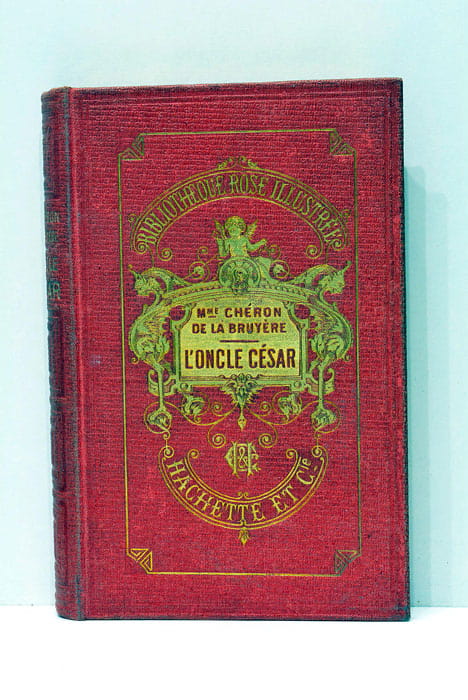 BIBLIOTHÈQUE ROSE ILLUSTRÉE
MME CHÉRON
DE LA BRUYÈRE
L'ONCLE CÉSAR
H&C
HACHETTE ET CIE